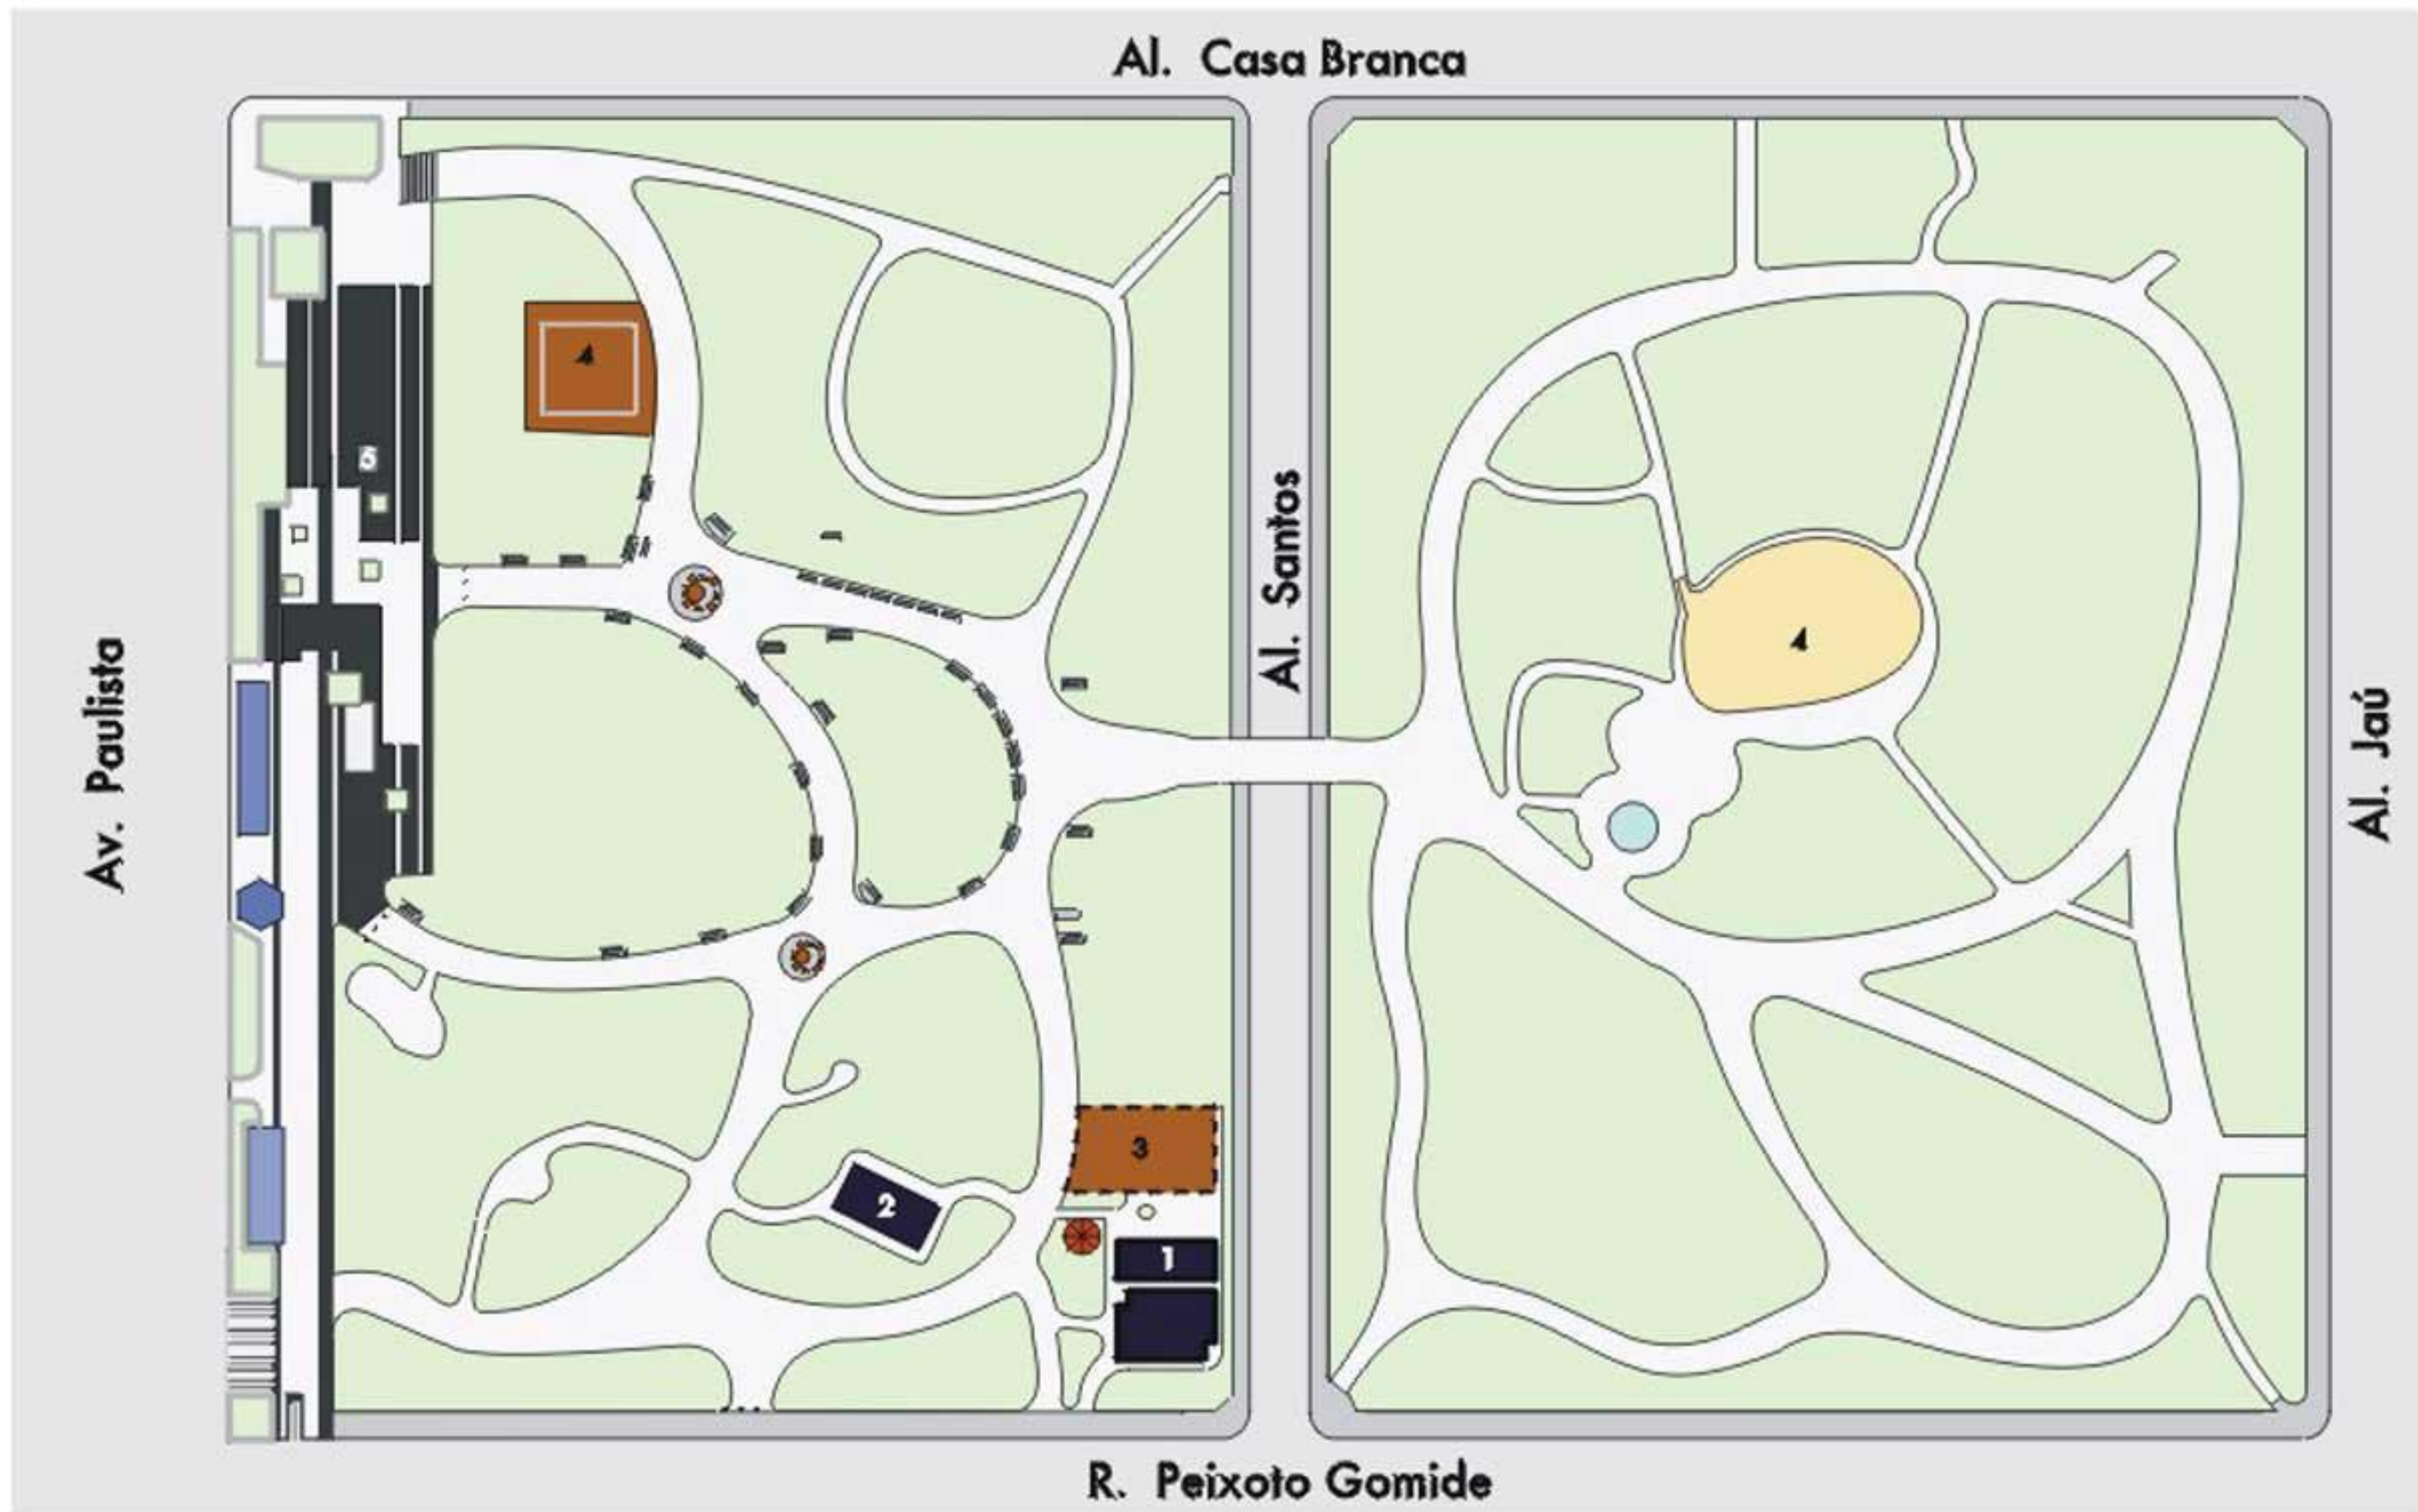 Al. Casa Branca
4
5
Al. Santos
4
Av. Paulista
Al. Jaú
3
2
1
R. Peixoto Gomide